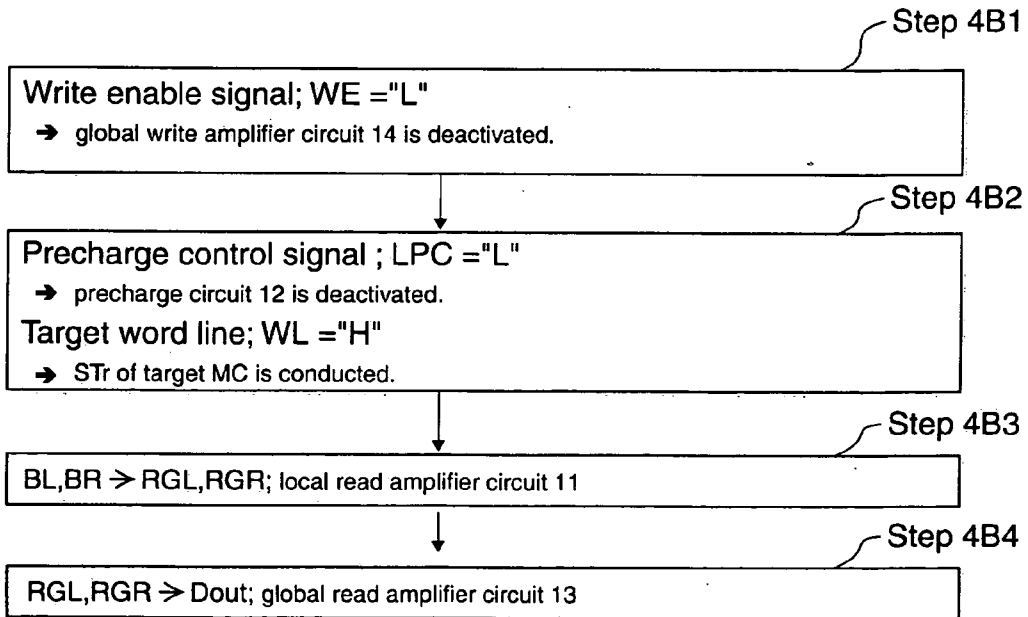 Step 4B1
Write enable signal; WE ="L"
➔ global write amplifier circuit 14 is deactivated.
Step 4B2
Precharge control signal ; LPC ="L"
➔ precharge circuit 12 is deactivated.
Target word line; WL ="H"
➔ STr of target MC is conducted.
Step 4B3
BL,BR → RGL,RGR; local read amplifier circuit 11
Step 4B4
RGL,RGR → Dout; global read amplifier circuit 13